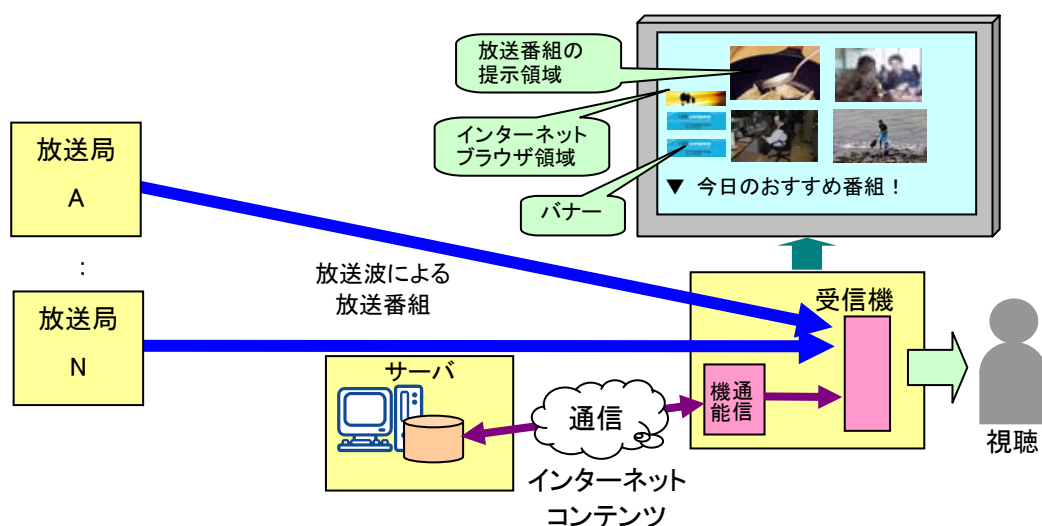 放送番組の
提示領域
インターネット
ブラウザ領域
バナー
▼ 今日のおすすめ番組！
放送局
A
:
放送局
N
放送波による
放送番組
サーバ
通信
インターネット
コンテンツ
受信機
通信
機能
視聴